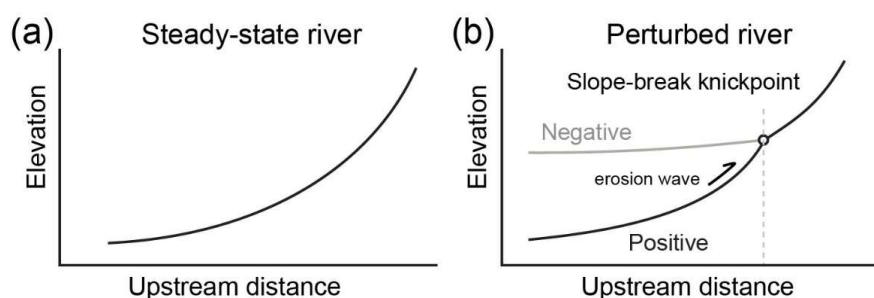 (a)
Steady-state river
Elevation
Upstream distance
(b)
Perturbed river
Slope-break knickpoint
Negative
erosion wave
Positive
Elevation
Upstream distance